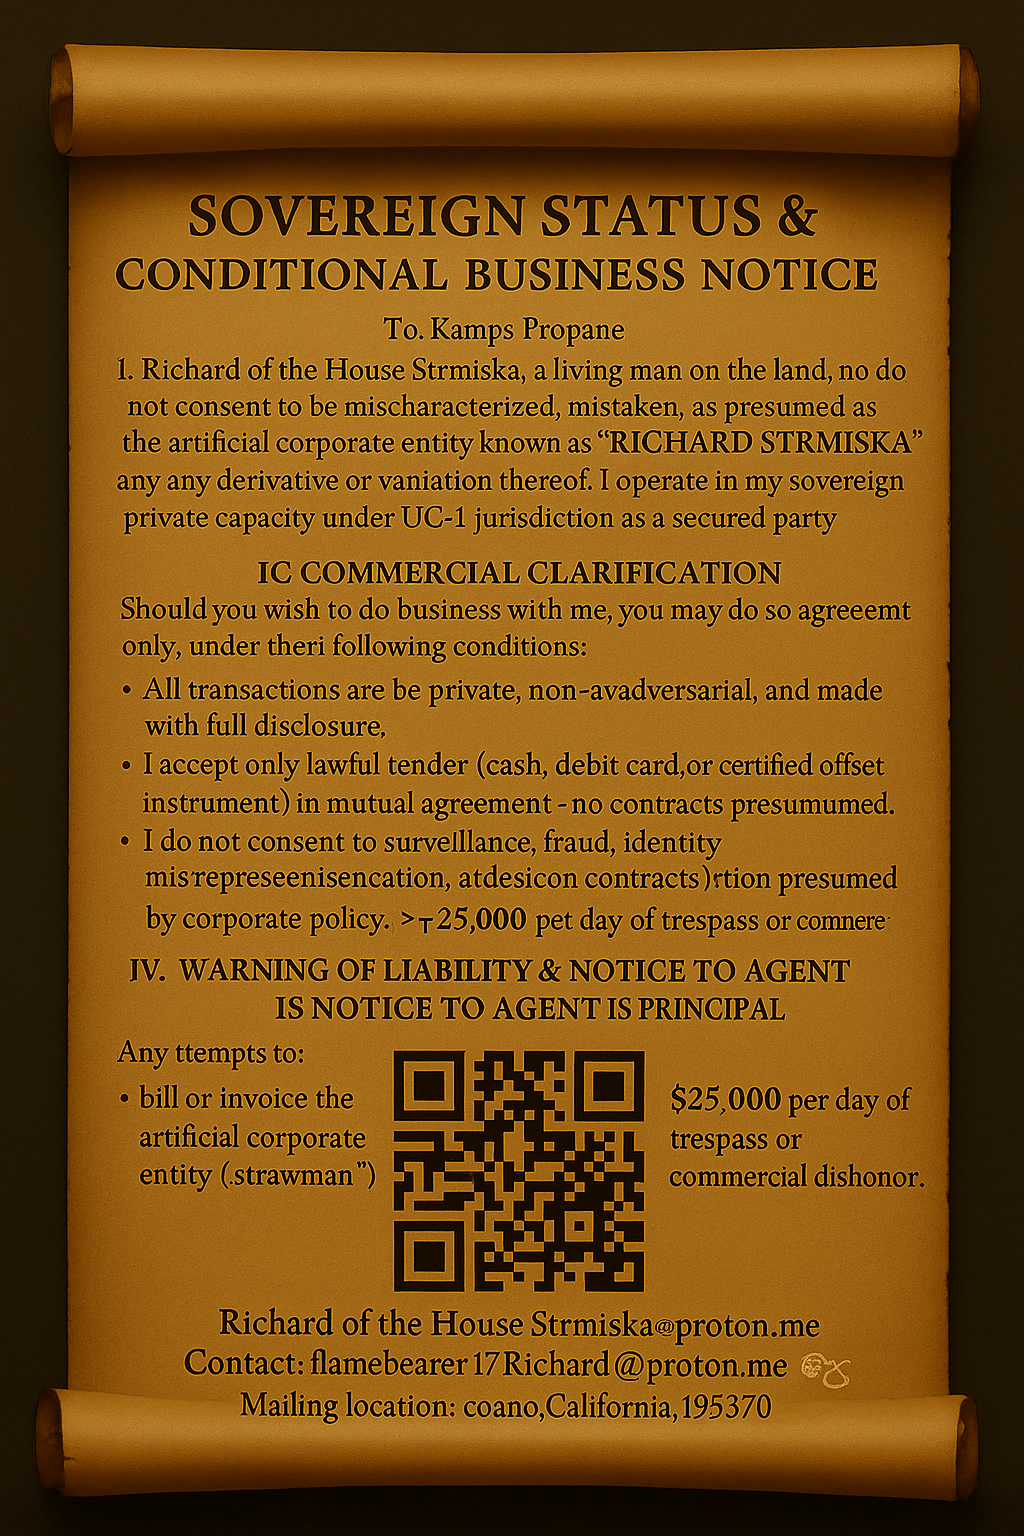 SOVEREIGN STATUS &
CONDITIONAL BUSINESS NOTICE
To. Kamps Propane
1. Richard of the House Strmiska, a living man on the land, no do
not consent to be mischaracterized, mistaken, as presumed as
the artificial corporate entity known as “RICHARD STRMISKA”
any any derivative or vaniation thereof. I operate in my sovereign
private capacity under UC-1 jurisdiction as a secured party
IC COMMERCIAL CLARIFICATION
Should you wish to do business with me, you may do so agreeemt
only, under theri following conditions:
• All transactions are be private, non-avadversarial, and made
with full disclosure,
• I accept only lawful tender (cash, debit card,or certified offset
instrument) in mutual agreement - no contracts presumumed.
• I do not consent to survelllance, fraud, identity
mis'represeenisencation, atdesicon contracts)rtion presumed
by corporate policy. >T25,000 pet day of trespass or comnere
IV. WARNING OF LIABILITY & NOTICE TO AGENT
IS NOTICE TO AGENT IS PRINCIPAL
Any ttempts to:
• bill or invoice the
artificial corporate
entity (.strawman”)
$25,000 per day of
trespass or
commercial dishonor.
Richard of the House Strmiska@proton.me
Contact: flamebearer17Richard@proton.me
Mailing location: coano,California,195370